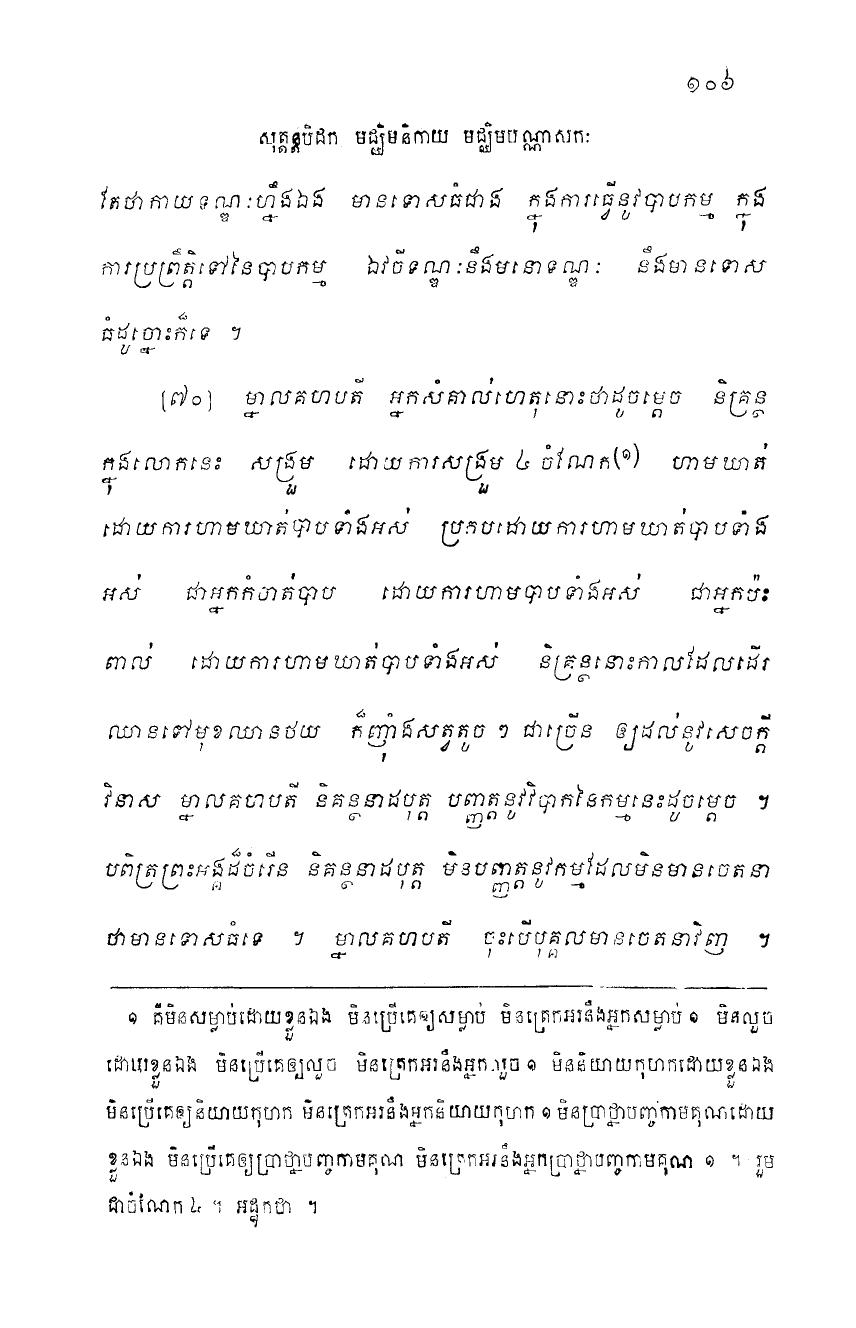 ១០៦
សុត្តន្តបិដក មជ្ឈិមនិកាយ មជ្ឈិមបណ្ណាសកៈ
តែថាកាយទណ្ឌៈហ្នឹងឯង មានទោសធំជាង ក្នុងការធ្វើនូវបាបកម្ម ក្នុង
ការប្រព្រឹត្តិទៅនៃបាបកម្ម ឯវចីទណ្ឌៈនឹងមនោទណ្ឌៈ នឹងមានទោស
ធំដូច្នោះក៏ទេ ។
[៧០] ម្នាលគហបតី អ្នកសំគាល់ហេតុនោះថាដូចម្តេច និគ្រន្ថ
ក្នុងលោកនេះ សង្រួម ដោយការសង្រួម ៤ ចំណែក(១) ហាមឃាត់
ដោយការហាមឃាត់បាបទាំងអស់ ប្រកបដោយការហាមឃាត់បាបទាំង
អស់ ជាអ្នកកំចាត់បាប ដោយការហាមបាបទាំងអស់ ជាអ្នកប៉ះ
ពាល់ ដោយការហាមឃាត់បាបទាំងអស់ និគ្រន្ថនោះកាលដែលដើរ
ឈានទៅមុខឈានថយ ក៏ញ៉ាំងសត្វតូច ៗ ជាច្រើន ឲ្យដល់នូវសេចក្តី
វិនាស ម្នាលគហបតី និគន្ថនាដបុត្ត បញ្ញត្តនូវវិបាកនៃកម្មនេះដូចម្តេច ។
បពិត្រព្រះអង្គដ៏ចំរើន និគន្ថនាដបុត្ត មិនបញ្ញត្តនូវកម្មដែលមិនមានចេតនា
ថាមានទោសធំទេ ។ ម្នាលគហបតី ចុះបើបុគ្គលមានចេតនាវិញ ។
១ គឺមិនសម្លាប់ដោយខ្លួនឯង មិនប្រើគេឲ្យសម្លាប់ មិនត្រេកអរនឹងអ្នកសម្លាប់ ១ មិនលួច
ដោយខ្លួនឯង មិនប្រើគេឲ្យលួច មិនត្រេកអរនឹងអ្នកលួច ១ មិននិយាយកុហកដោយខ្លួនឯង
មិនប្រើគេឲ្យនិយាយកុហក មិនត្រេកអរនឹងអ្នកនិយាយកុហក ១ មិនប្រាថ្នាបញ្ចកាមគុណដោយ
ខ្លួនឯង មិនប្រើគេឲ្យប្រាថ្នាបញ្ចកាមគុណ មិនត្រេកអរនឹងអ្នកប្រាថ្នាបញ្ចកាមគុណ ១ ។ រួម
ជាចំណែក ៤ ។ អដ្ឋកថា ។